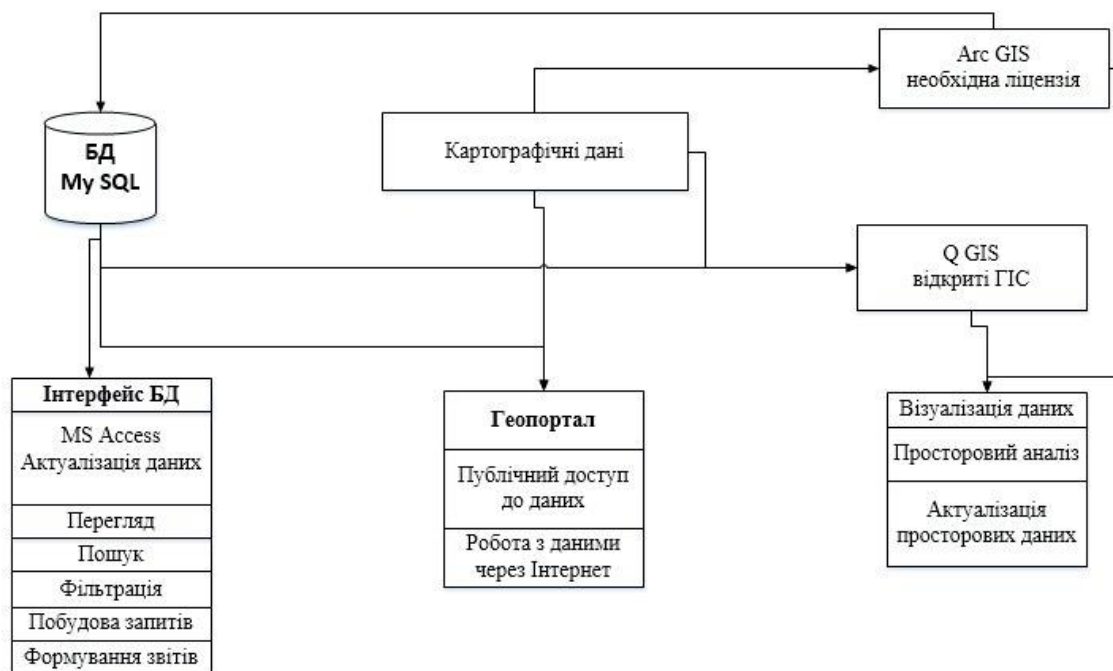 Arc GIS
необхідна ліцензія
БД
My SQL
Картографічні дані
Q GIS
відкриті ГІС
Інтерфейс БД
MS Access
Актуалізація даних
Перегляд
Пошук
Фільтрація
Побудова запитів
Формування звітів
Геопортал
Публічний доступ
до даних
Робота з даними
через Інтернет
Візуалізація даних
Просторовий аналіз
Актуалізація
просторових даних